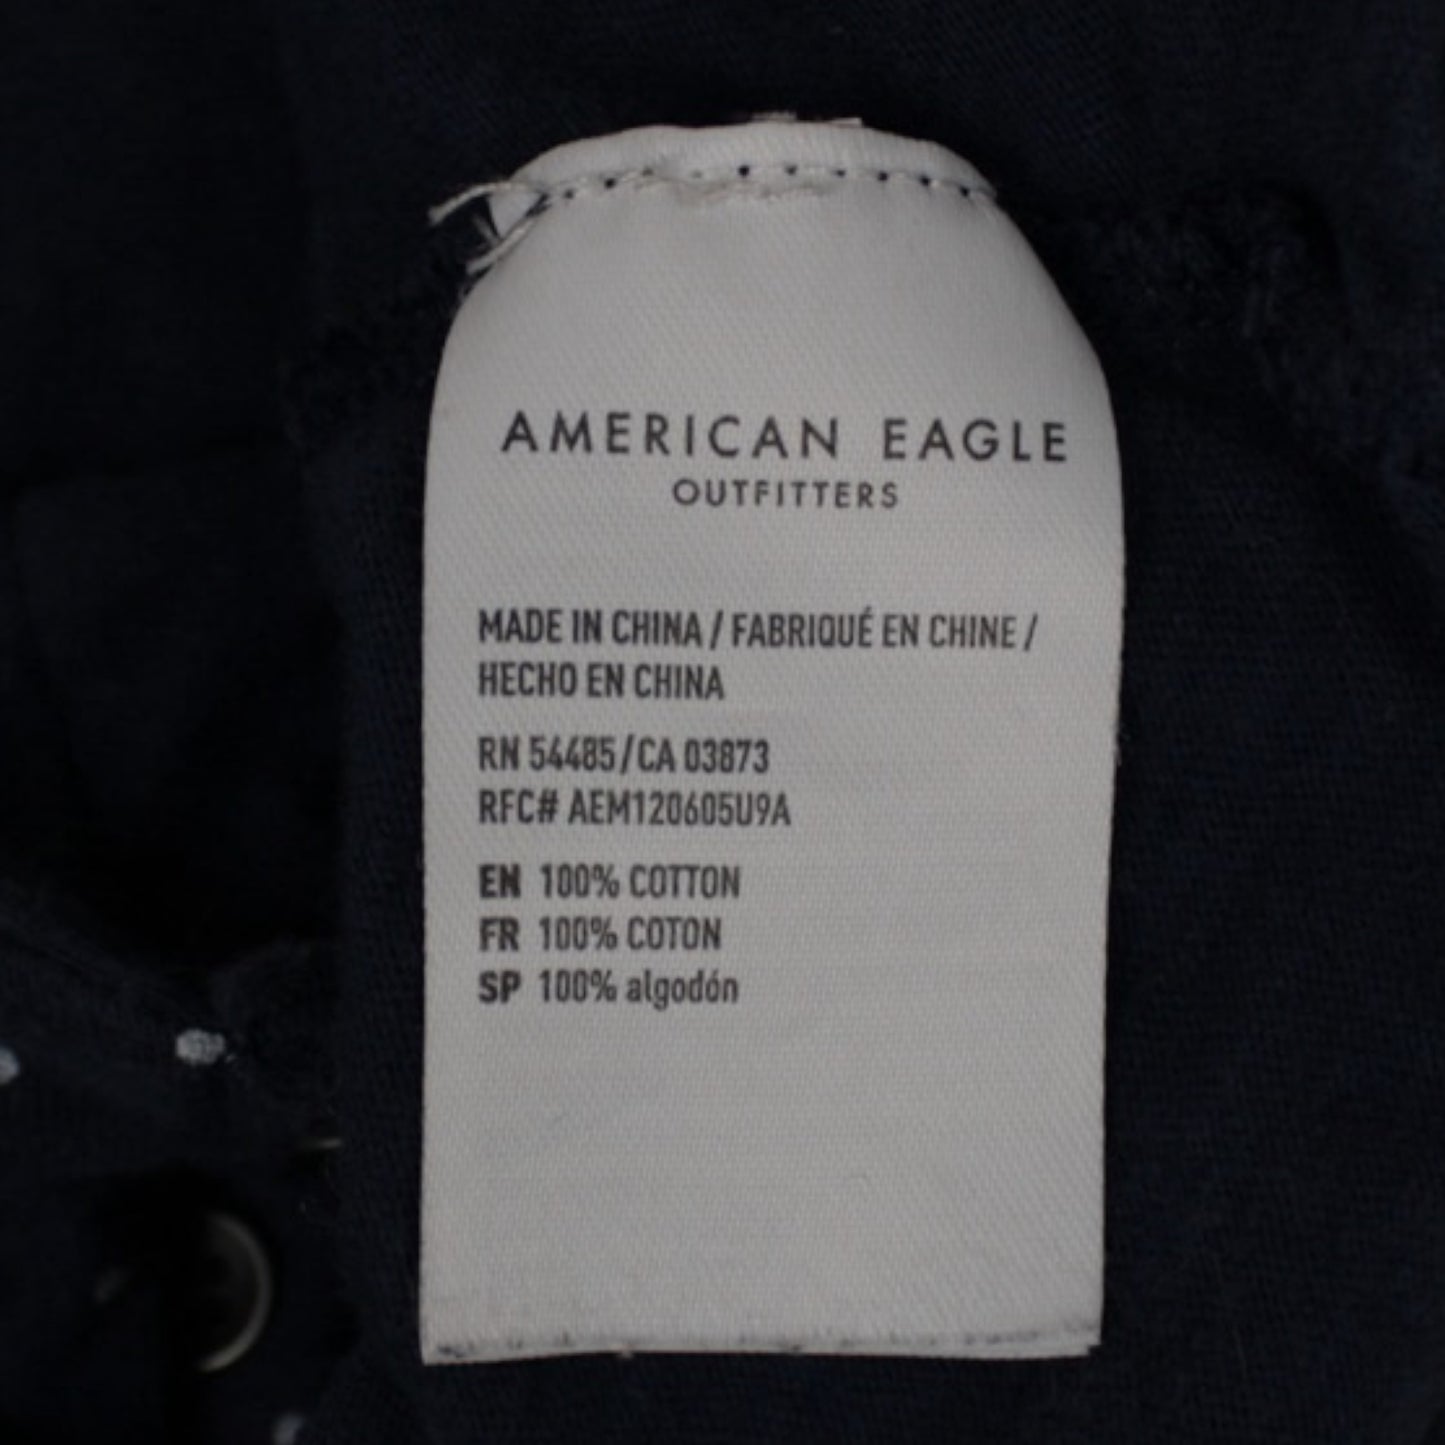 AMERICAN EAGLE
OUTFITTERS
MADE IN CHINA / FABRIQUÉ EN CHINE /
HECHO EN CHINA
RN 54485/CA 03873
RFC# AEM120605U9A
EN 100% COTTON
FR 100% COTON
SP 100% algodón